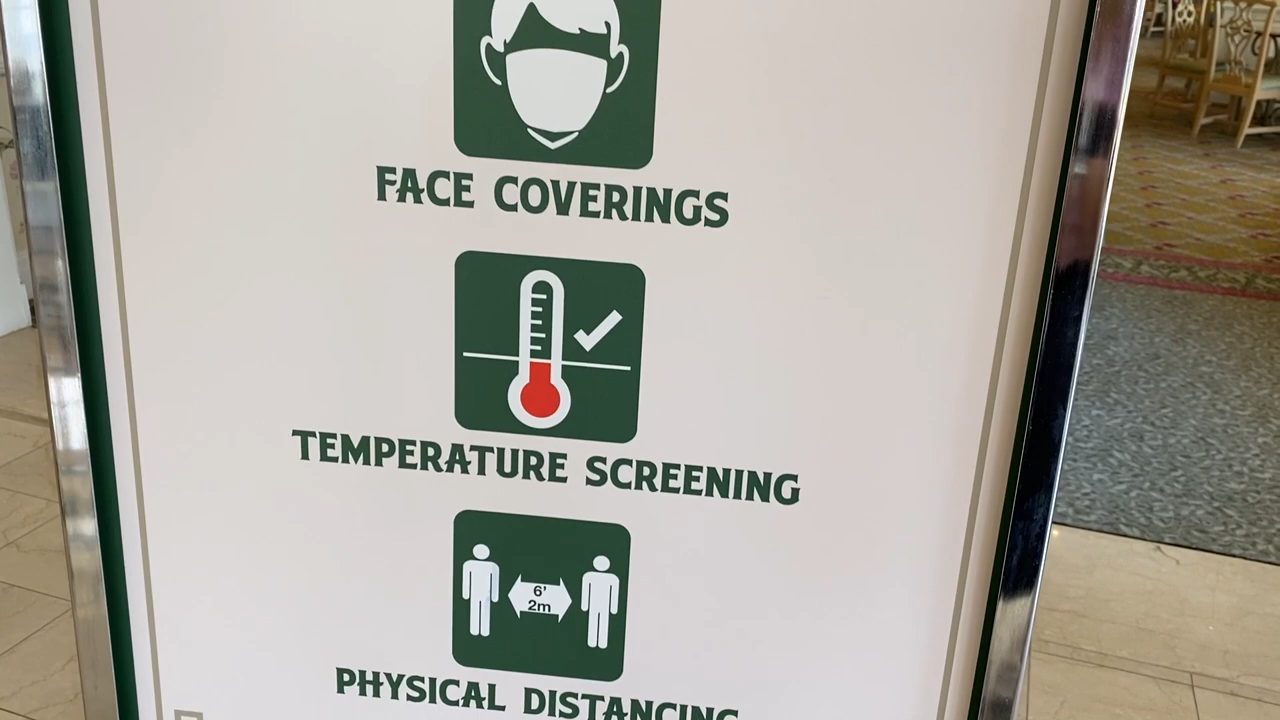 FACE COVERINGS
TEMPERATURE SCREENING
6'
2m
PHYSICAL DISTANCING